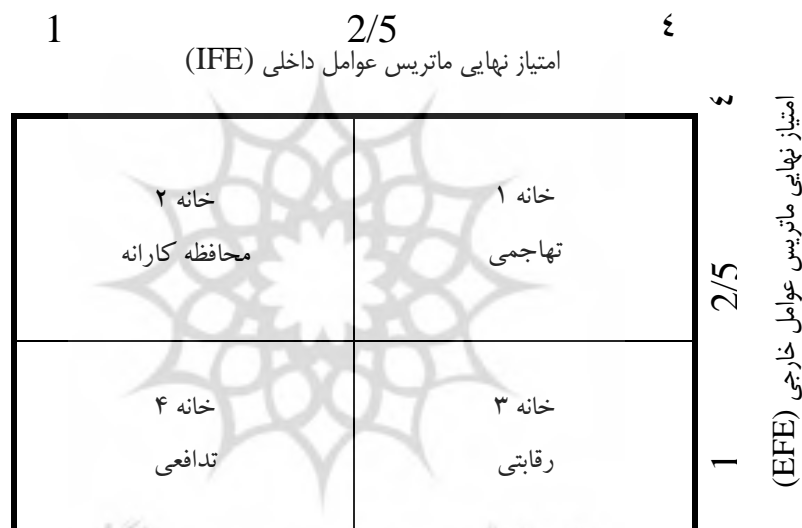 1 2/5 ٤
امتیاز نهایی ماتریس عوامل داخلی (IFE)
٤
2/5
1
امتیاز نهایی ماتریس عوامل خارجی (EFE)
خانه ۱
تهاجمی
خانه ۲
محافظه کارانه
خانه ۳
رقابتی
خانه ۴
تدافعی